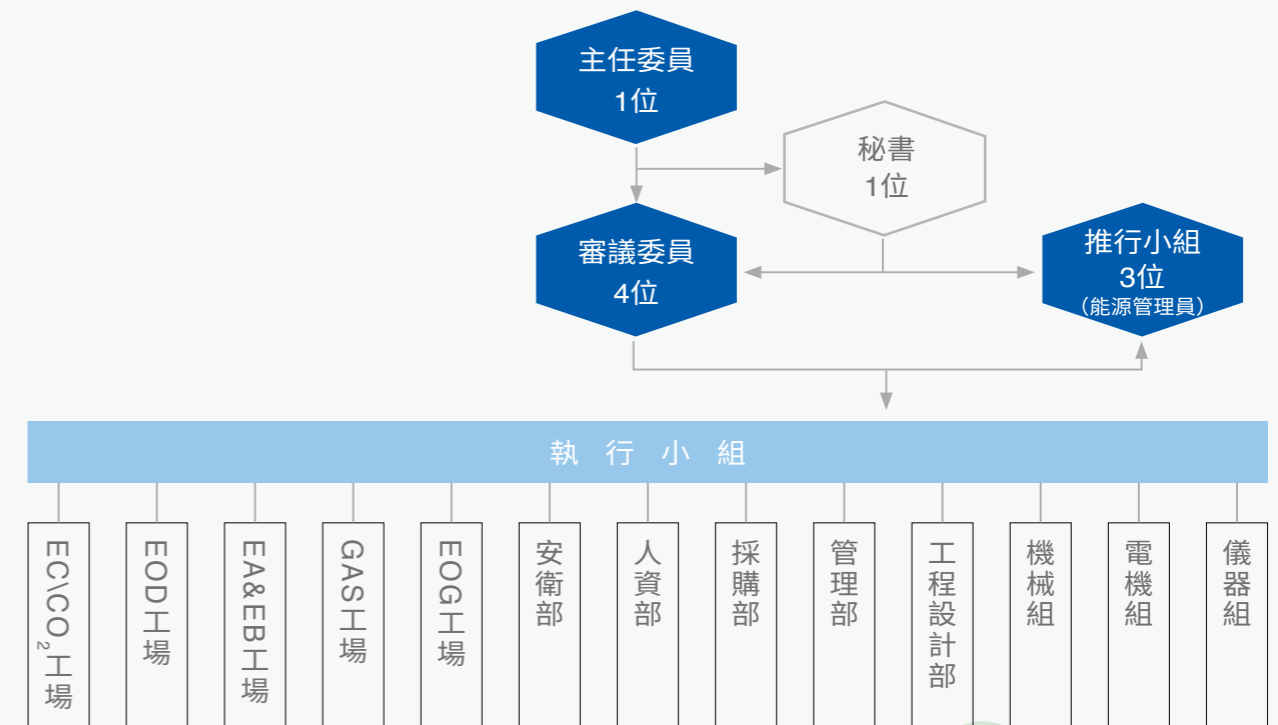 主任委員
1位
秘書
1位
審議委員
4位
推行小組
3位
（能源管理員）
執行小組
EC\CO₂工場
EOD工場
EA&EB工場
GAS工場
EOG工場
安衛部
人資部
採購部
管理部
工程設計部
機械組
電機組
儀器組